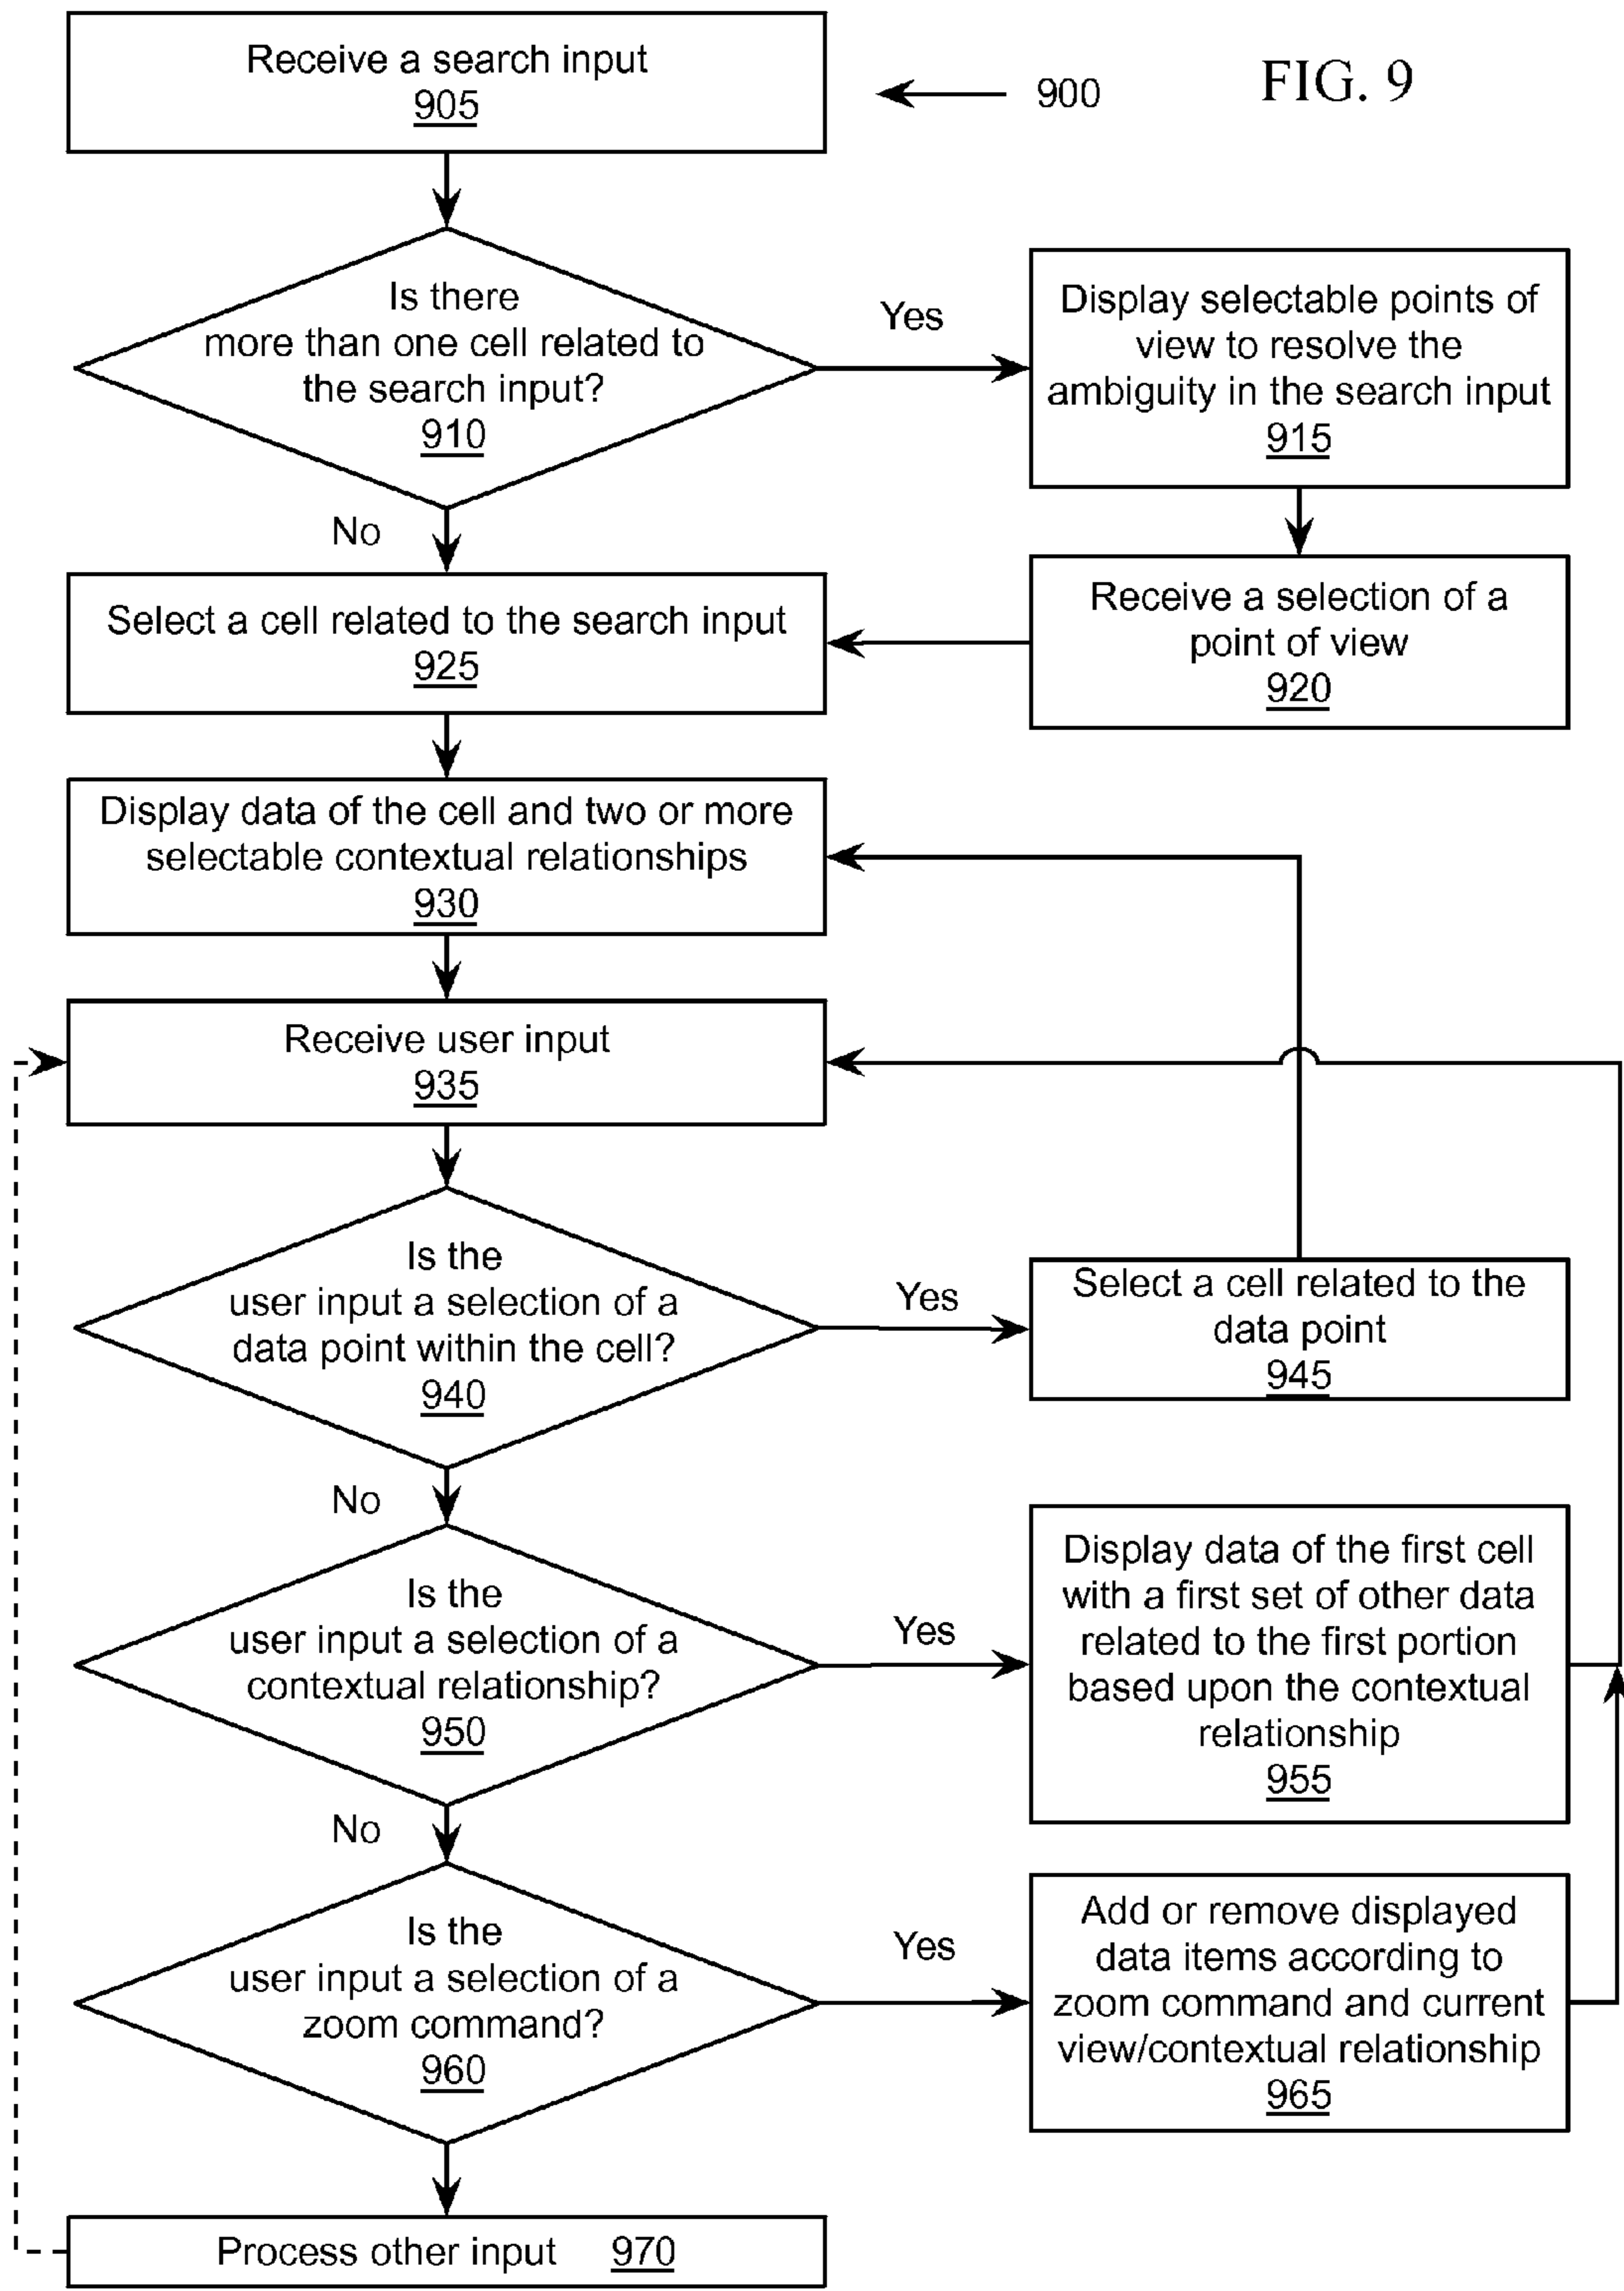 Receive a search input
905
900
FIG. 9
Is there
more than one cell related to
the search input?
910
Yes
Display selectable points of
view to resolve the
ambiguity in the search input
915
No
Select a cell related to the search input
925
Receive a selection of a
point of view
920
Display data of the cell and two or more
selectable contextual relationships
930
Receive user input
935
Is the
user input a selection of a
data point within the cell?
940
Yes
Select a cell related to the
data point
945
No
Is the
user input a selection of a
contextual relationship?
950
Yes
Display data of the first cell
with a first set of other data
related to the first portion
based upon the contextual
relationship
955
No
Is the
user input a selection of a
zoom command?
960
Yes
Add or remove displayed
data items according to
zoom command and current
view/contextual relationship
965
Process other input 970